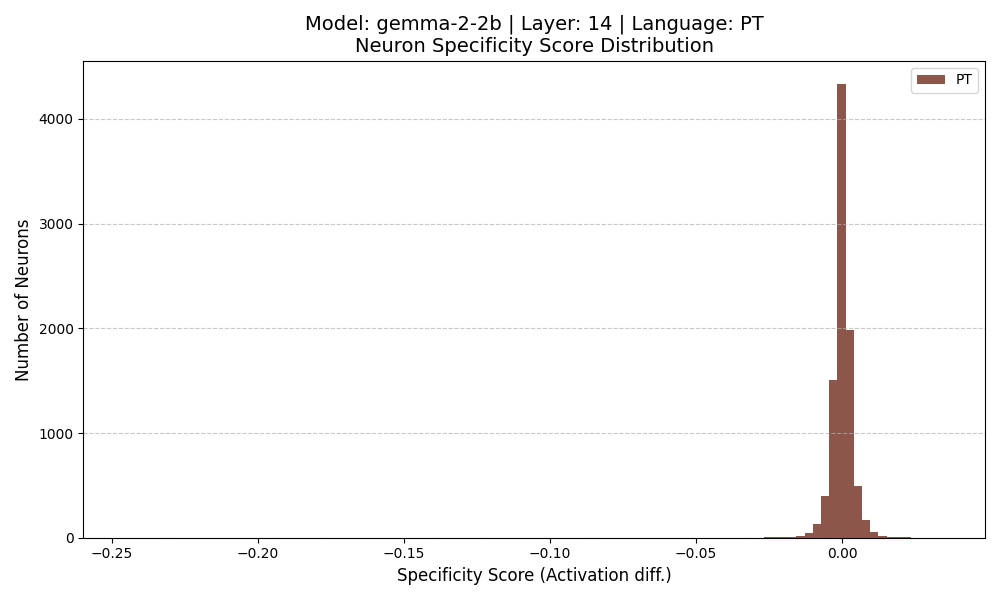 Model: gemma-2-2b | Layer: 14 | Language: PT
Neuron Specificity Score Distribution
PT
Number of Neurons
4000
3000
2000
1000
0
−0.25
−0.20
−0.15
−0.10
−0.05
0.00
Specificity Score (Activation diff.)